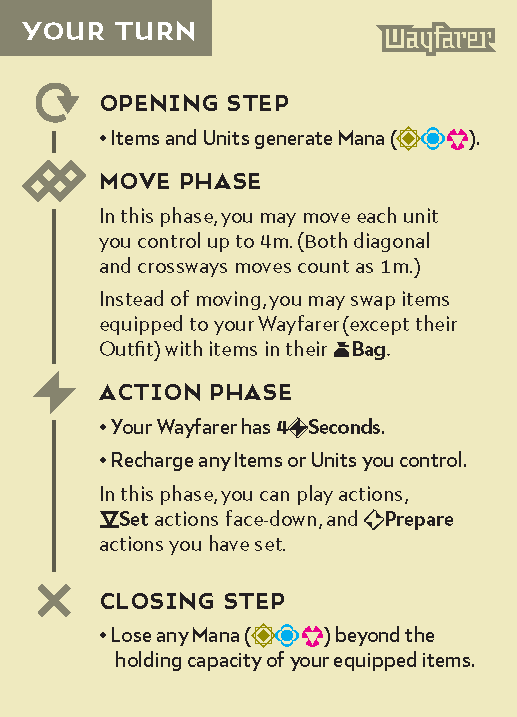 YOUR TURN
Wayfarer
OPENING STEP
• Items and Units generate Mana ( ).
MOVE PHASE
In this phase, you may move each unit
you control up to 4m. (Both diagonal
and crossways moves count as 1m.)
Instead of moving, you may swap items
equipped to your Wayfarer (except their
Outfit) with items in their Bag.
ACTION PHASE
• Your Wayfarer has 4 Seconds.
• Recharge any Items or Units you control.
In this phase, you can play actions,
Set actions face-down, and Prepare
actions you have set.
CLOSING STEP
• Lose any Mana ( ) beyond the
holding capacity of your equipped items.